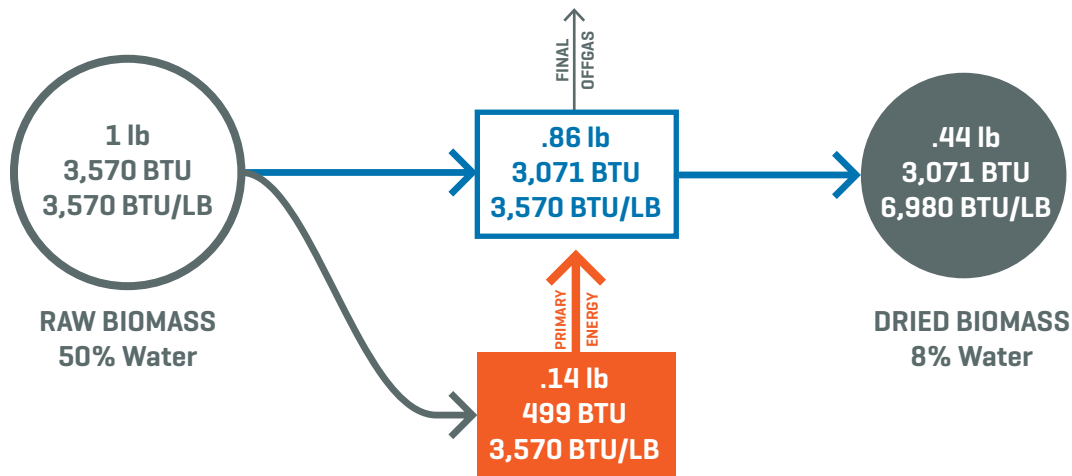 1 lb
3,570 BTU
3,570 BTU/LB
RAW BIOMASS
50% Water
FINAL
OFFGAS
.86 lb
3,071 BTU
3,570 BTU/LB
PRIMARY
ENERGY
.14 lb
499 BTU
3,570 BTU/LB
.44 lb
3,071 BTU
6,980 BTU/LB
DRIED BIOMASS
8% Water